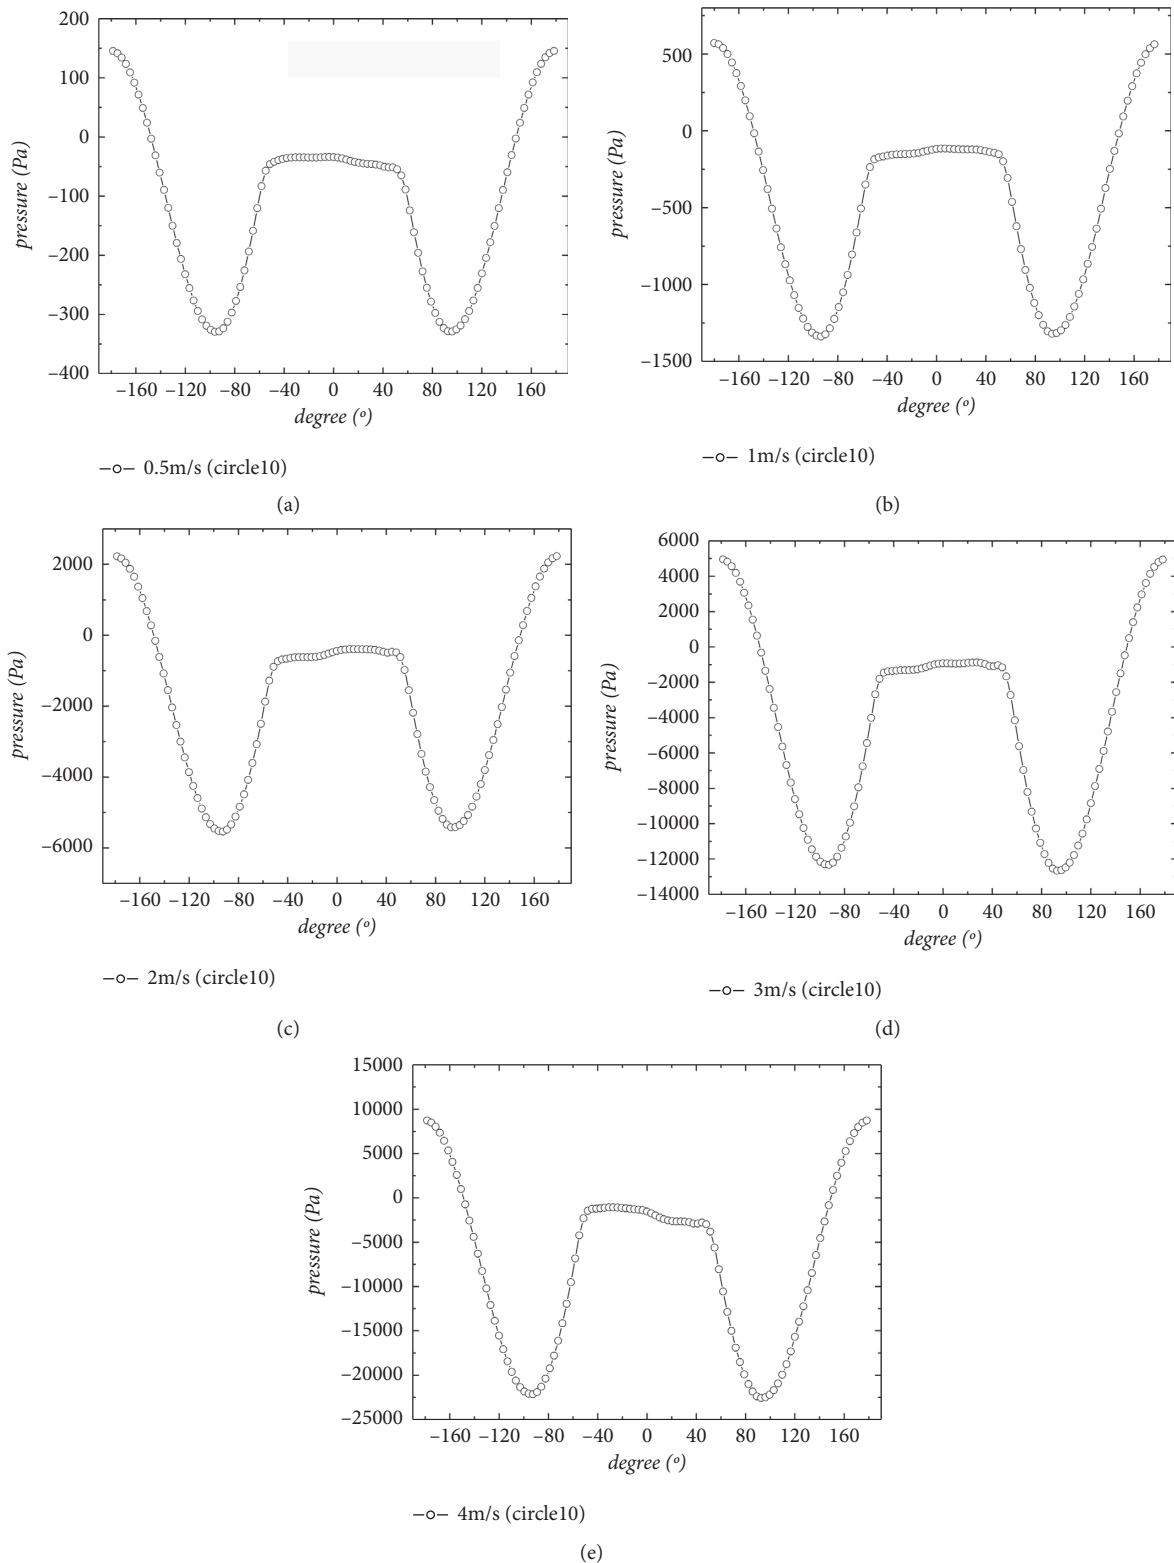 200
100
0
–100
–200
–300
–400
pressure (Pa)
–160 –120 –80 –40 0 40 80 120 160
degree (º)
0.5m/s (circle10)
(a)
500
0
–500
–1000
–1500
pressure (Pa)
–160 –120 –80 –40 0 40 80 120 160
degree (º)
1m/s (circle10)
(b)
2000
0
–2000
–4000
–6000
pressure (Pa)
–160 –120 –80 –40 0 40 80 120 160
degree (º)
2m/s (circle10)
(c)
6000
4000
2000
0
–2000
–4000
–6000
–8000
–10000
–12000
–14000
pressure (Pa)
–160 –120 –80 –40 0 40 80 120 160
degree (º)
3m/s (circle10)
(d)
15000
10000
5000
0
–5000
–10000
–15000
–20000
–25000
pressure (Pa)
–160 –120 –80 –40 0 40 80 120 160
degree (º)
4m/s (circle10)
(e)